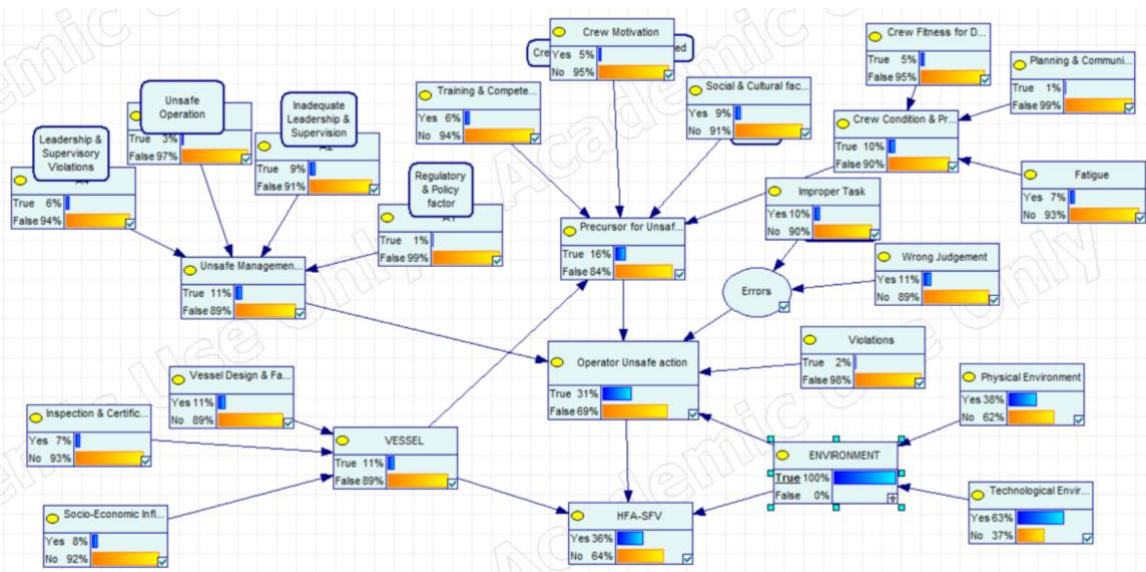 Crew Motivation
Cre
ed
Yes 5%
No 95%
Crew Fitness for D...
True 5%
False 95%
Planning & Communi...
True 1%
False 99%
Training & Compete...
Yes 6%
No 94%
Social & Cultural fac...
Yes 9%
No 91%
Crew Condition & Pr...
True 10%
False 90%
Fatigue
Yes 7%
No 93%
Unsafe
Operation
True 3%
False 97%
Inadequate
Leadership &
Supervision
A2
True 9%
False 91%
Leadership &
Supervisory
Violations
A4
True 6%
False 94%
Regulatory
& Policy
factor
A1
True 1%
False 99%
Improper Task
Yes 10%
No 90%
Precursor for Unsaf...
True 16%
False 84%
Wrong Judgement
Yes 11%
No 89%
Unsafe Managemen...
True 11%
False 89%
Errors
Violations
True 2%
False 98%
Operator Unsafe action
True 31%
False 69%
Physical Environment
Yes 38%
No 62%
Vessel Design & Fa...
Yes 11%
No 89%
Inspection & Certific...
Yes 7%
No 93%
VESSEL
True 11%
False 89%
ENVIRONMENT
True 100%
False 0%
Technological Envir...
Yes 63%
No 37%
Socio-Economic Infl...
Yes 8%
No 92%
HFA-SFV
Yes 36%
No 64%
Academic Use Only